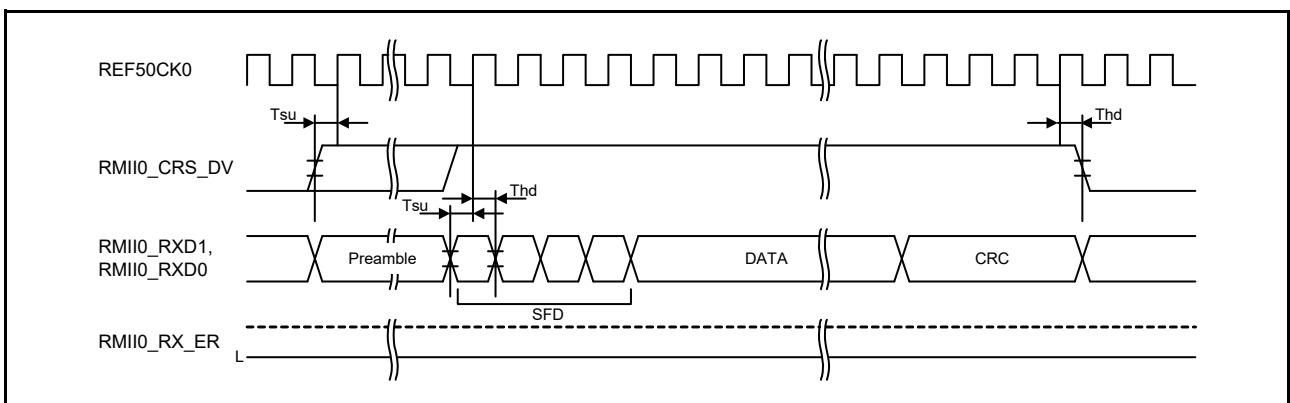 REF50CK0
Tsu
Thd
RMII0_CRS_DV
Thd
Tsu
RMII0_RXD1,
RMII0_RXD0
Preamble
DATA
CRC
SFD
RMII0_RX_ER
L